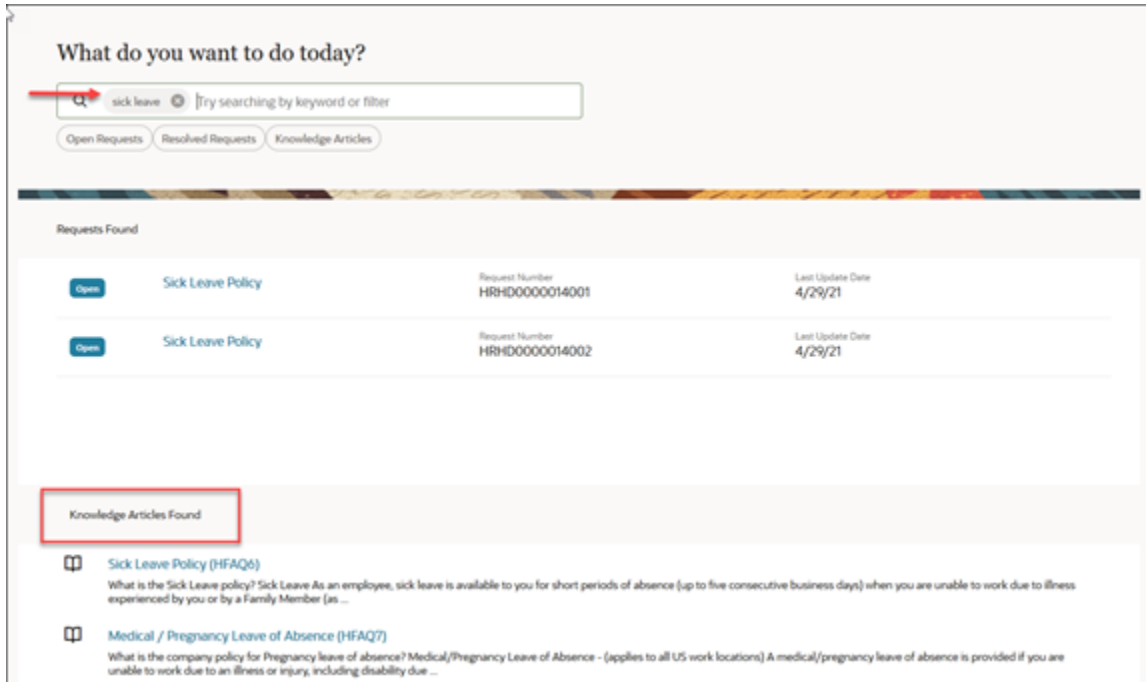 What do you want to do today?
sick leave Try searching by keyword or filter
Open Requests Resolved Requests Knowledge Articles
Requests Found
Open Sick Leave Policy Request Number HRHD0000014001 Last Update Date 4/29/21
Open Sick Leave Policy Request Number HRHD0000014002 Last Update Date 4/29/21
Knowledge Articles Found
Sick Leave Policy (HFAQ6)
What is the Sick Leave policy? Sick Leave As an employee, sick leave is available to you for short periods of absence (up to five consecutive business days) when you are unable to work due to illness
experienced by you or by a Family Member (as ...
Medical / Pregnancy Leave of Absence (HFAQ7)
What is the company policy for Pregnancy leave of absence? Medical/Pregnancy Leave of Absence - (applies to all US work locations) A medical/pregnancy leave of absence is provided if you are
unable to work due to an illness or injury, including disability due ...